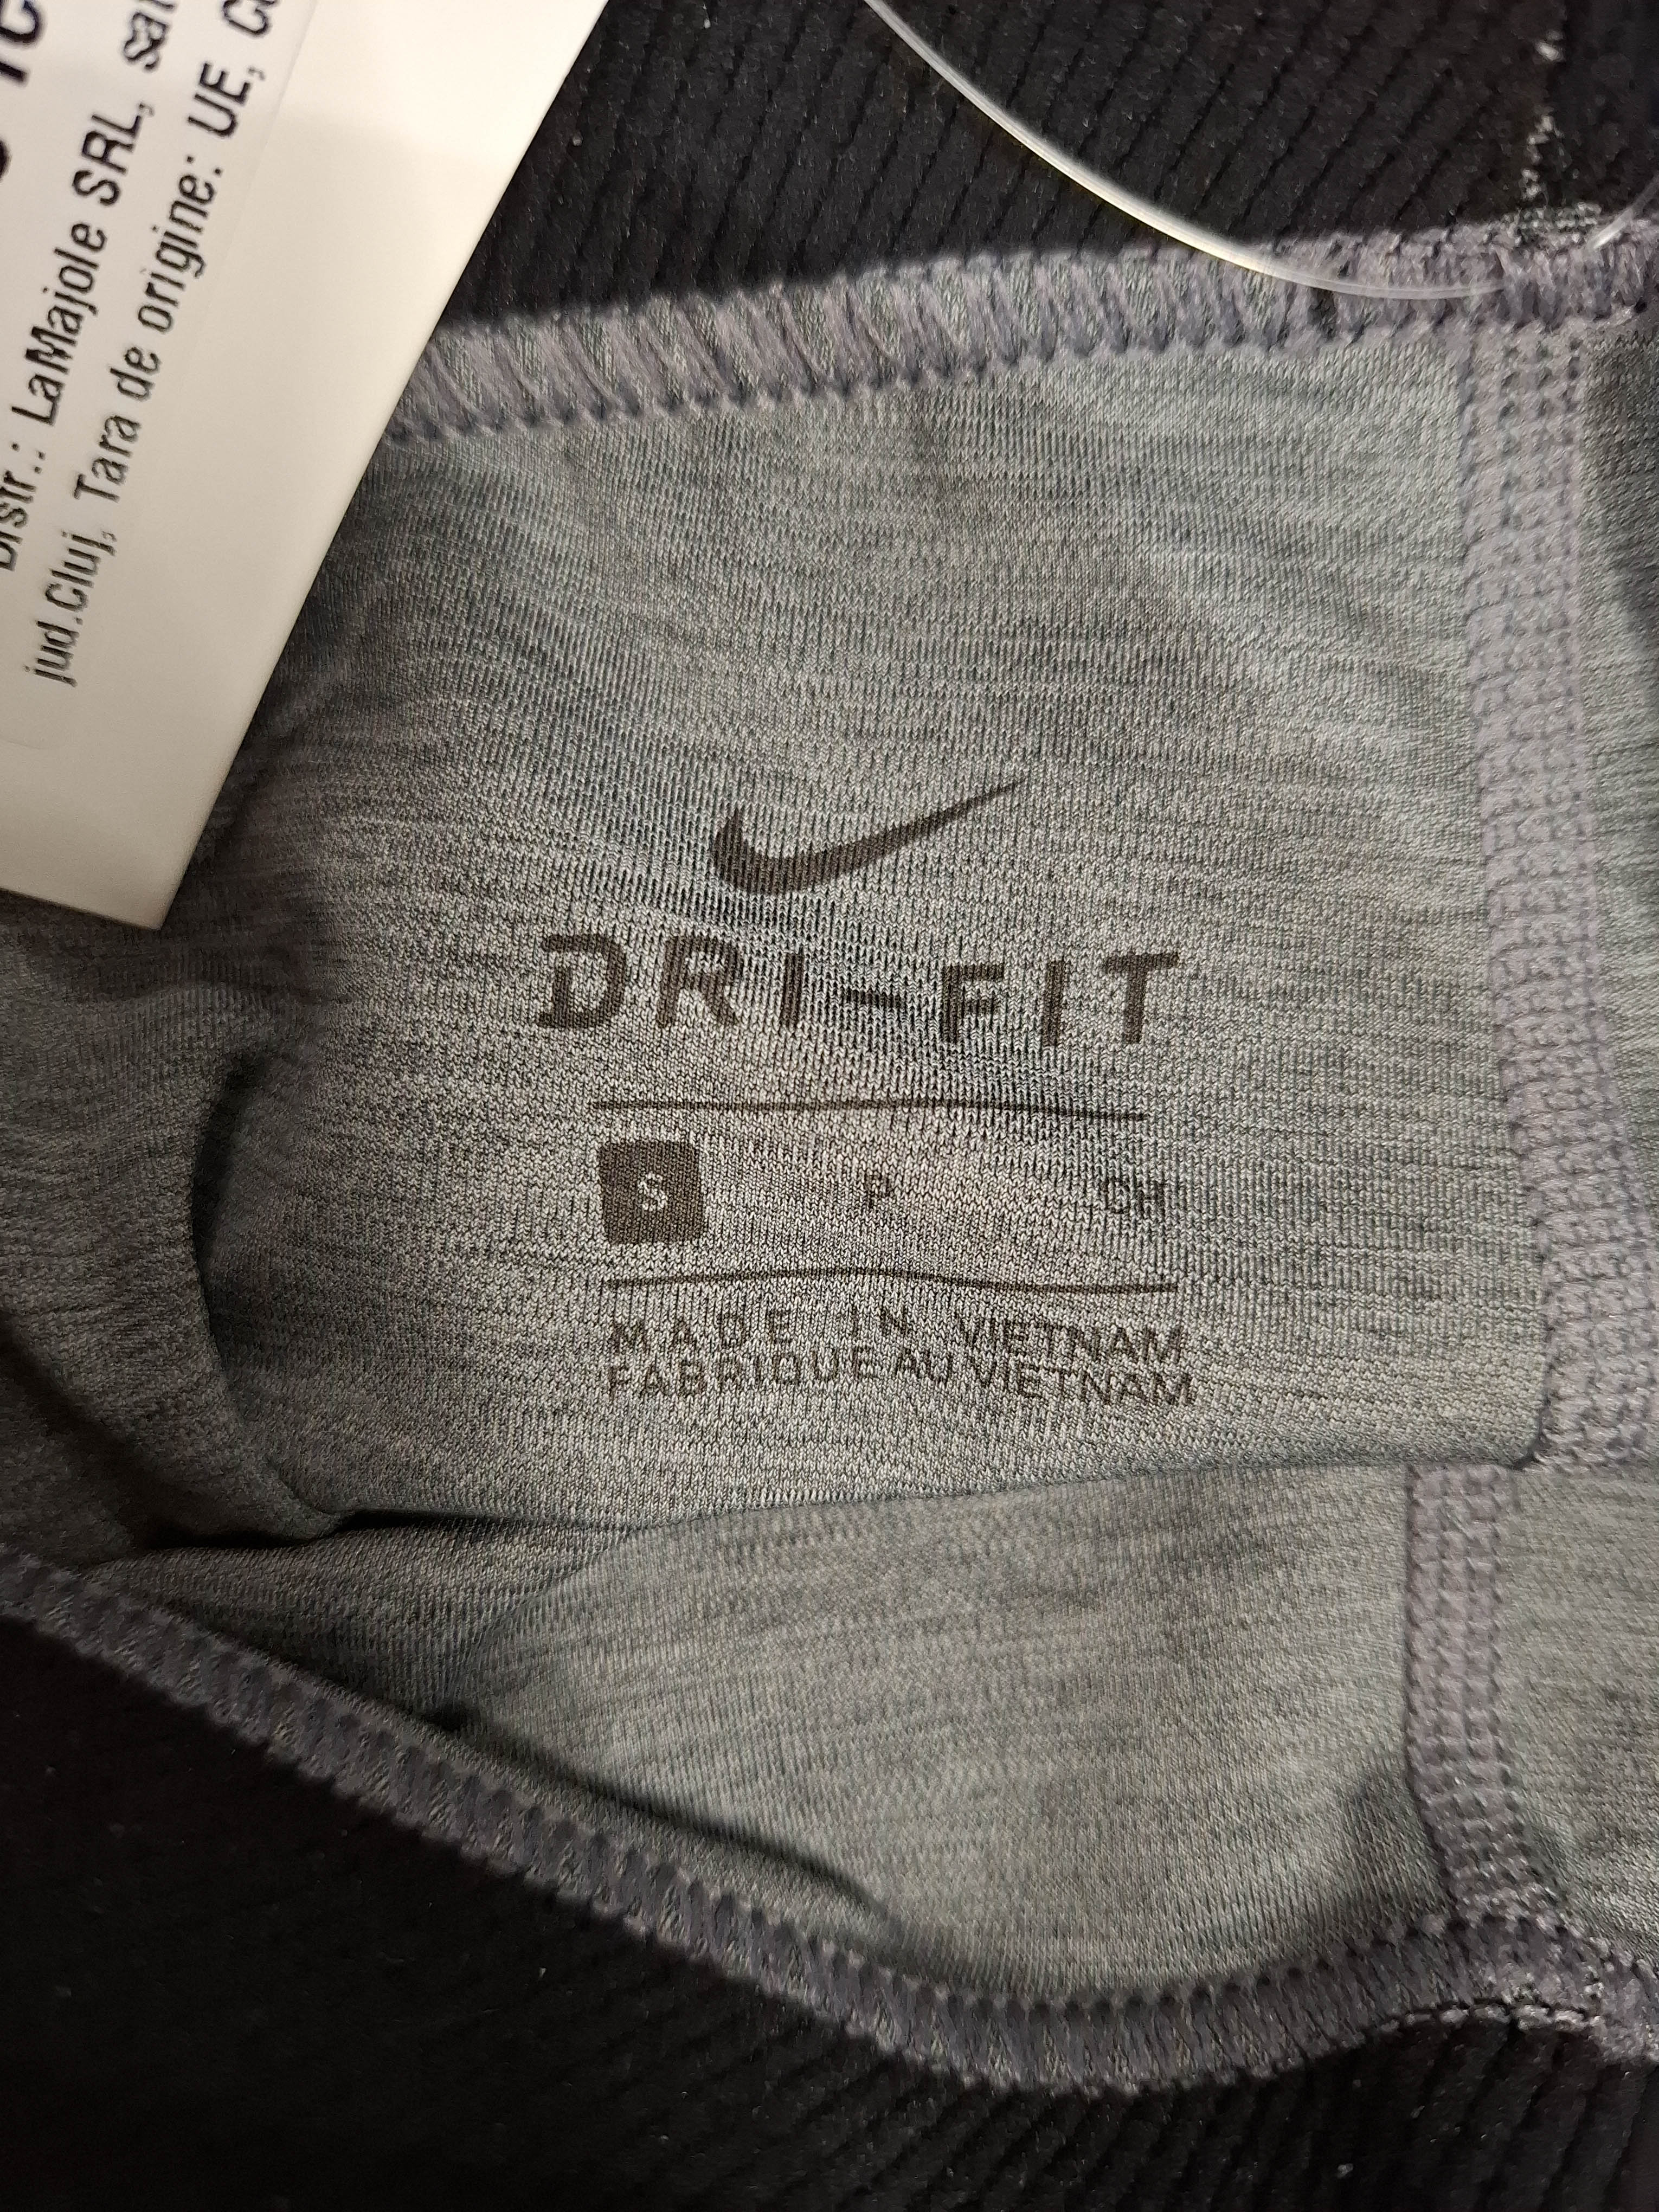 Distr.: LaMajole SRL,
jud.Cluj, Tara de origine: UE,
DRI-FIT
S P CH
MADE IN VIETNAM
FABRIQUE AU VIETNAM